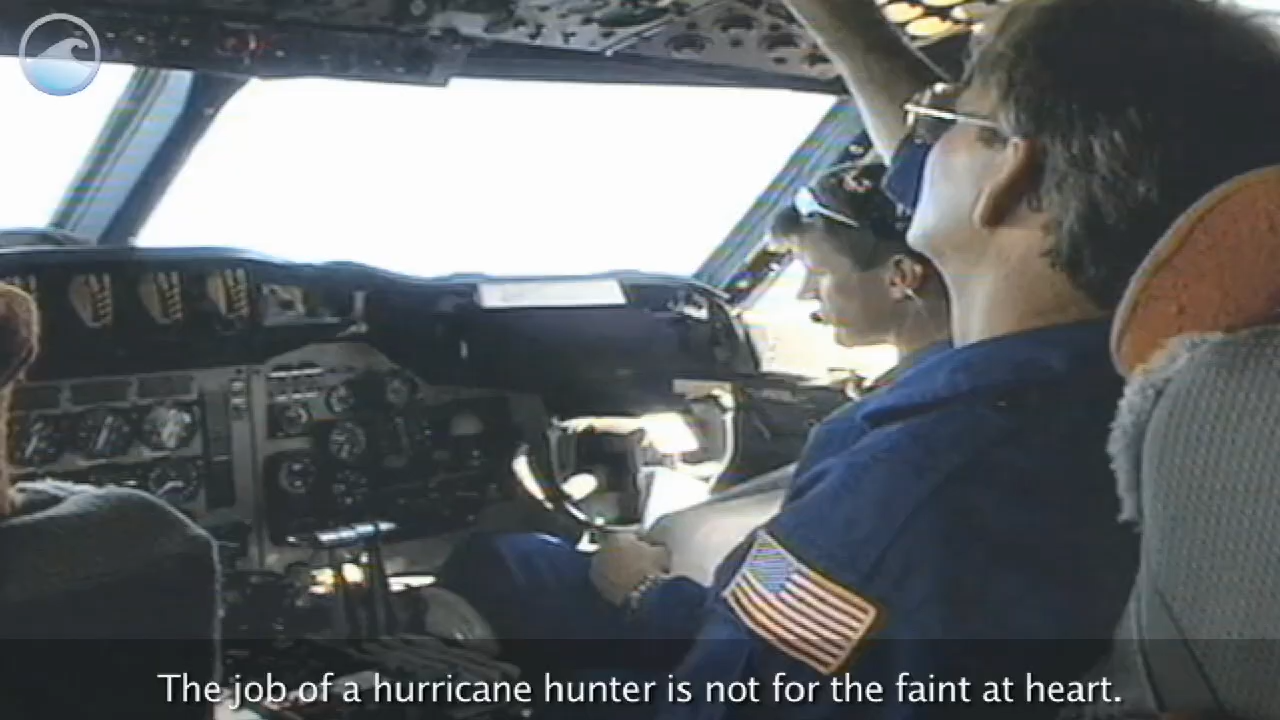 The job of a hurricane hunter is not for the faint at heart.